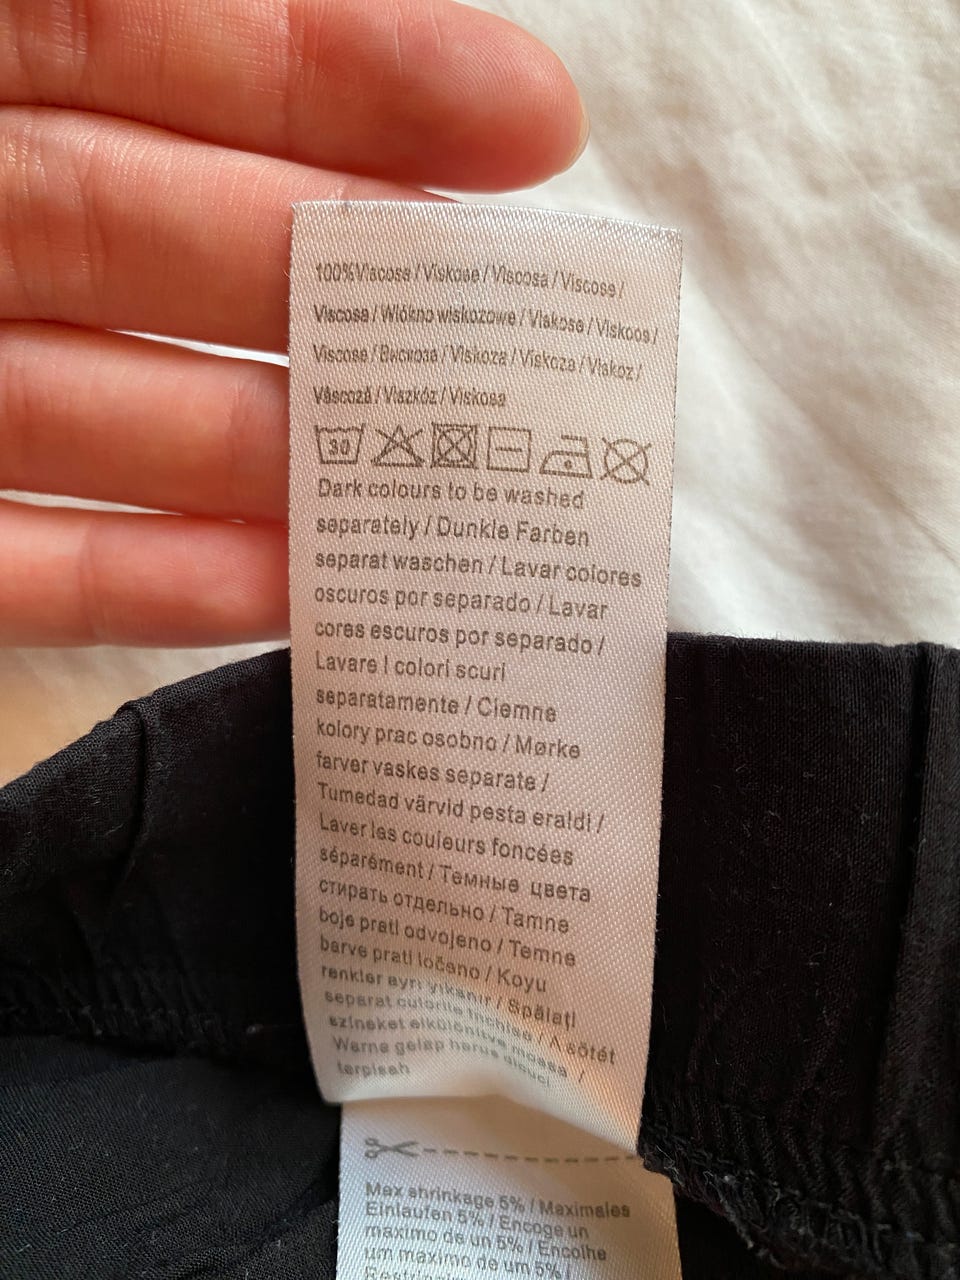 100%Viscose / Viskose / Viscosa / Viscose /
Viscosa / Włókno wiskozowe / Viskose / Viskoos /
Viscose / Вискоза / Viskoza / Viskoza / Viskoz /
Vâscoză / Viszkóz / Viskosa
30
Dark colours to be washed
separately / Dunkle Farben
separat waschen / Lavar colores
oscuros por separado / Lavar
cores escuros por separado /
Lavare I colori scuri
separatamente / Ciemne
kolory prac osobno / Mørke
farver vaskes separate /
Tumedad värvid pesta eraldi /
Laver les couleurs foncées
séparément / Темные цвета
стирать отдельно / Tamne
boje prati odvojeno / Temne
barve prati ločeno / Koyu
renkler ayrı yıkanır / Spălați
separat culorile închise / A sötét
színeket elkülönítve mossa /
Warna gelap harus dicuci
terpisah
Max shrinkage 5% / Maximales
Einlaufen 5% / Encoge un
maximo de un 5% / Encolhe
um maximo de um 5% /